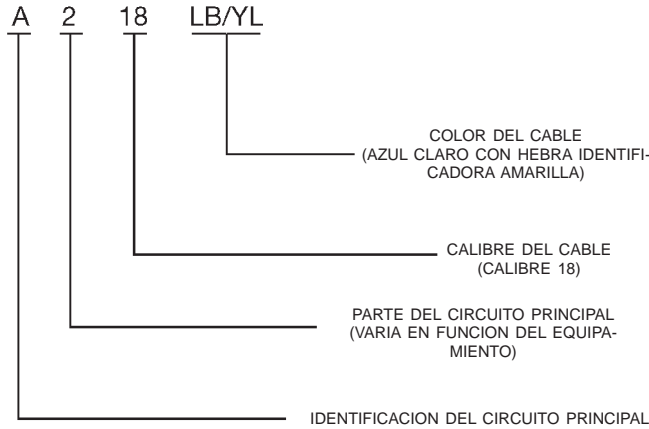 A 2 18 LB/YL
COLOR DEL CABLE
(AZUL CLARO CON HEBRA IDENTIFI-
CADORA AMARILLA)
CALIBRE DEL CABLE
(CALIBRE 18)
PARTE DEL CIRCUITO PRINCIPAL
(VARIA EN FUNCION DEL EQUIPA-
MIENTO)
IDENTIFICACION DEL CIRCUITO PRINCIPAL